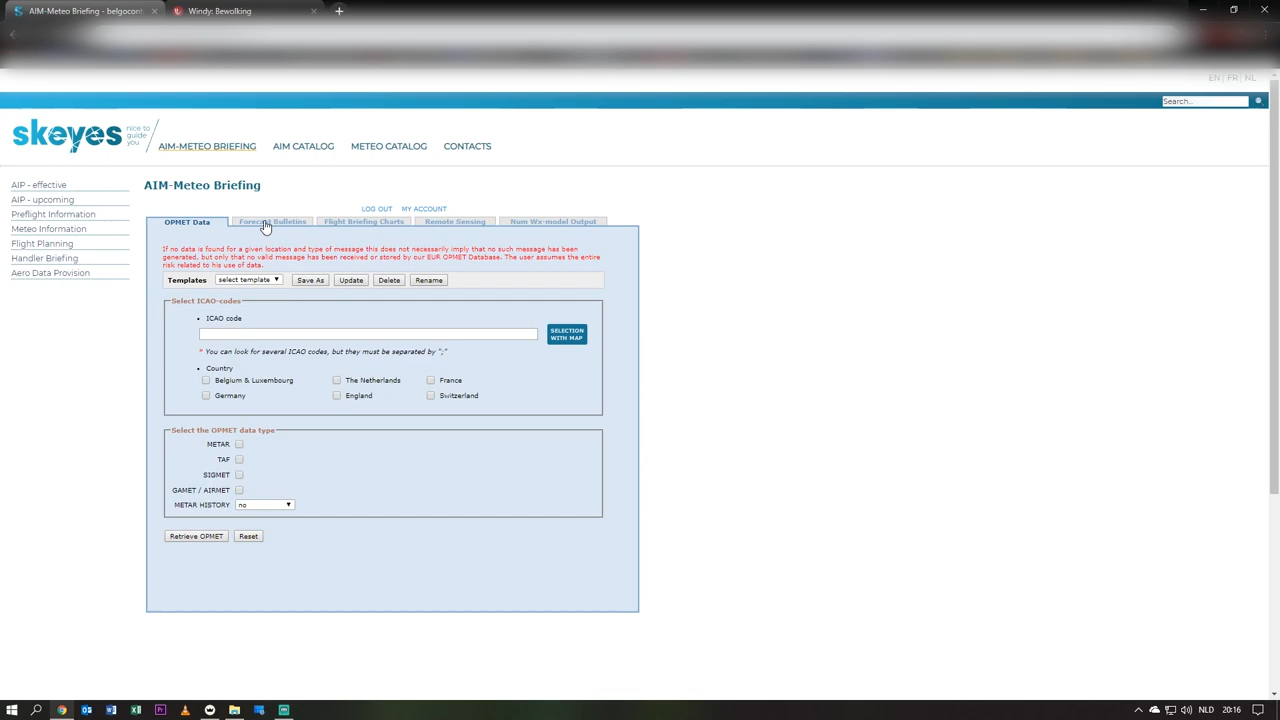 AIM-Meteo Briefing - belgocont
Windy: Bewolking
EN | FR | NL
Search...
skeyes nice to guide you
AIM-METEO BRIEFING AIM CATALOG METEO CATALOG CONTACTS
AIP - effective
AIP - upcoming
Preflight Information
Meteo Information
Flight Planning
Handler Briefing
Aero Data Provision
AIM-Meteo Briefing
LOG OUT MY ACCOUNT
OPMET Data Forecast Bulletins Flight Briefing Charts Remote Sensing Num Wx-model Output
If no data is found for a given location and type of message this does not necessarily imply that no such message has been
generated, but only that no valid message has been received or stored by our EUR OPMET Database. The user assumes the entire
risk related to his use of data.
Templates select template Save As Update Delete Rename
Select ICAO-codes
• ICAO code
SELECTION
WITH MAP
* You can look for several ICAO codes, but they must be separated by ";"
• Country
Belgium & Luxembourg The Netherlands France
Germany England Switzerland
Select the OPMET data type
METAR
TAF
SIGMET
GAMET / AIRMET
METAR HISTORY no
Retrieve OPMET Reset
NLD 20:16